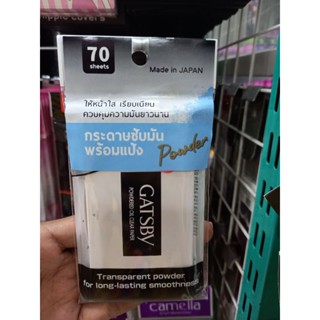 nipple covers
70
sheets
Made in JAPAN
ให้หน้าใส เรียบเนียน
ควบคุมความมันยาวนาน
กระดาษซับมัน
พร้อมแป้ง
Powder
GATSBY
POWDERED OIL CLEAR PAPER
Transparent powder
for long-lasting smoothness
camella